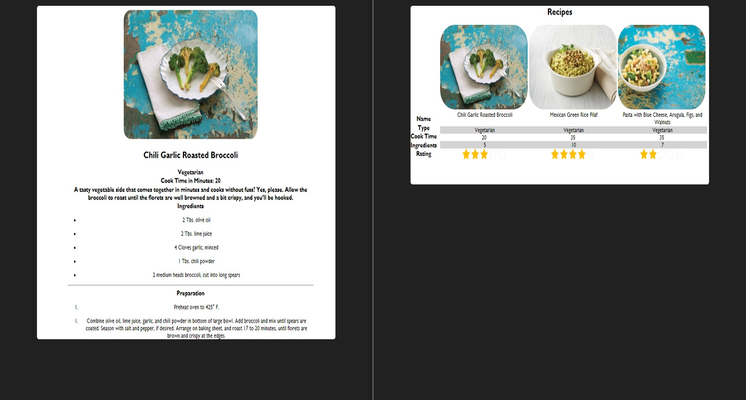 Chili Garlic Roasted Broccoli
Vegetarian
Cook Time in Minutes: 20
A tasty vegetable side that comes together in minutes and cooks without fuss! Yes, please. Allow the
broccoli to roast until the florets are well browned and a bit crispy, and you'll be hooked.
Ingredients
2 Tbs. olive oil
2 Tbs. lime juice
4 Cloves garlic, minced
1 Tbs. chili powder
2 medium heads broccoli, cut into long spears
Preparation
1. Preheat oven to 425° F.
1. Combine olive oil, lime juice, garlic, and chili powder in bottom of large bowl. Add broccoli and mix until spears are
coated. Season with salt and pepper, if desired. Arrange on baking sheet, and roast 17 to 20 minutes, until florets are
brown and crispy at the edges.
Recipes
Name Chili Garlic Roasted Broccoli Mexican Green Rice Pilaf Pasta with Blue Cheese, Arugula, Figs, and
Walnuts
Type Vegetarian Vegetarian Vegetarian
Cook Time 20 35 35
Ingredients 5 10 7
Rating